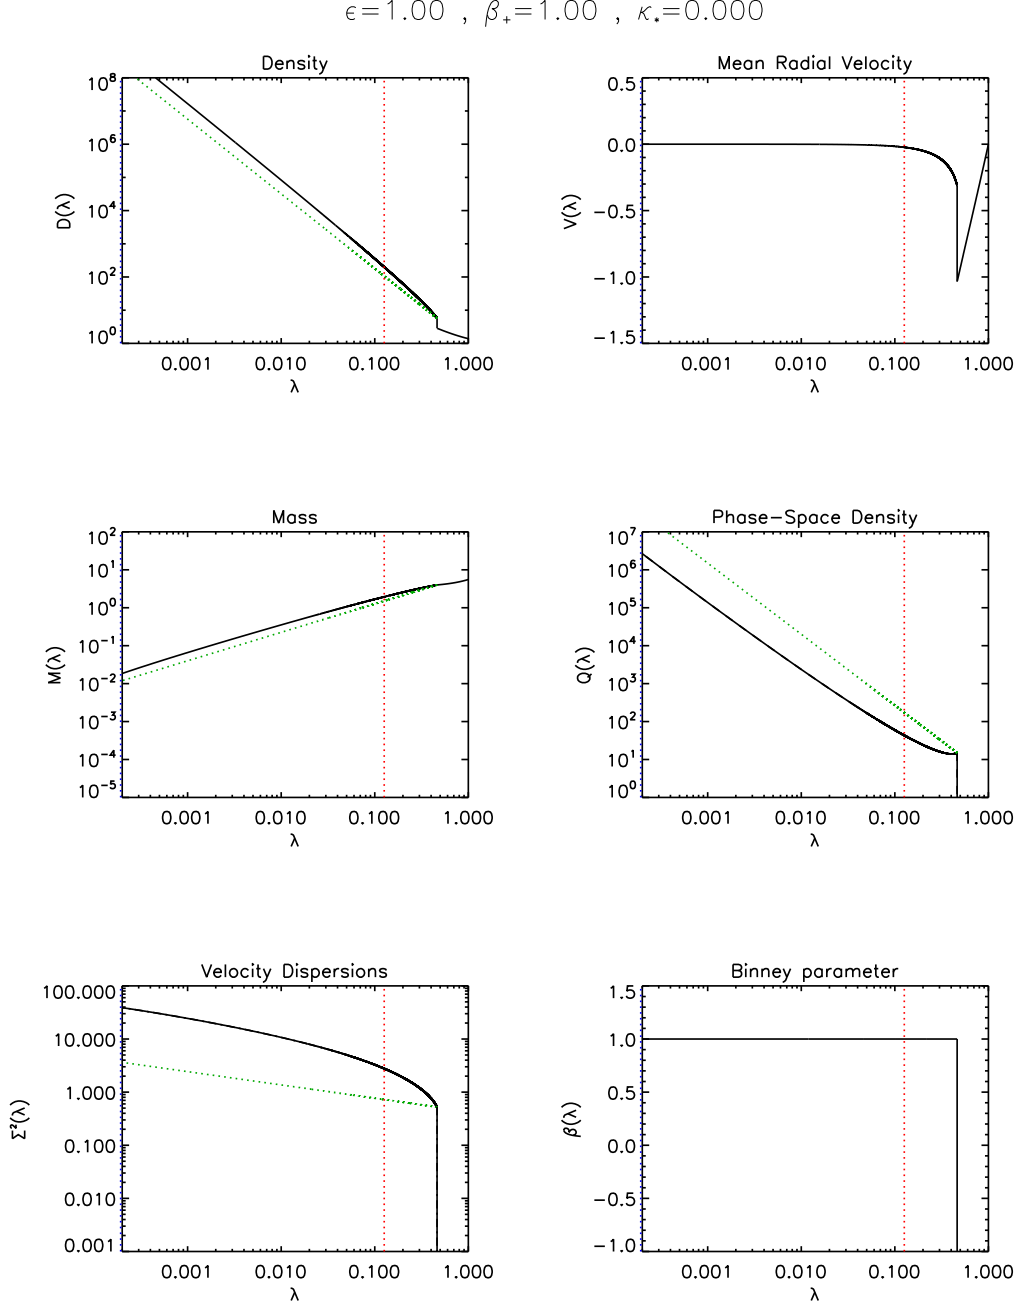 ϵ=1.00 , β₊=1.00 , κ*=0.000
Density
Mean Radial Velocity
10⁸
10⁶
10⁴
10²
10⁰
D(λ)
0.001 0.010 0.100 1.000
λ
0.5
0.0
−0.5
−1.0
−1.5
V(λ)
0.001 0.010 0.100 1.000
λ
Mass
Phase−Space Density
10²
10¹
10⁰
10⁻¹
10⁻²
10⁻³
10⁻⁴
10⁻⁵
M(λ)
0.001 0.010 0.100 1.000
λ
10⁷
10⁶
10⁵
10⁴
10³
10²
10¹
10⁰
Q(λ)
0.001 0.010 0.100 1.000
λ
Velocity Dispersions
Binney parameter
100.000
10.000
1.000
0.100
0.010
0.001
Σ²(λ)
0.001 0.010 0.100 1.000
λ
1.5
1.0
0.5
0.0
−0.5
−1.0
β(λ)
0.001 0.010 0.100 1.000
λ